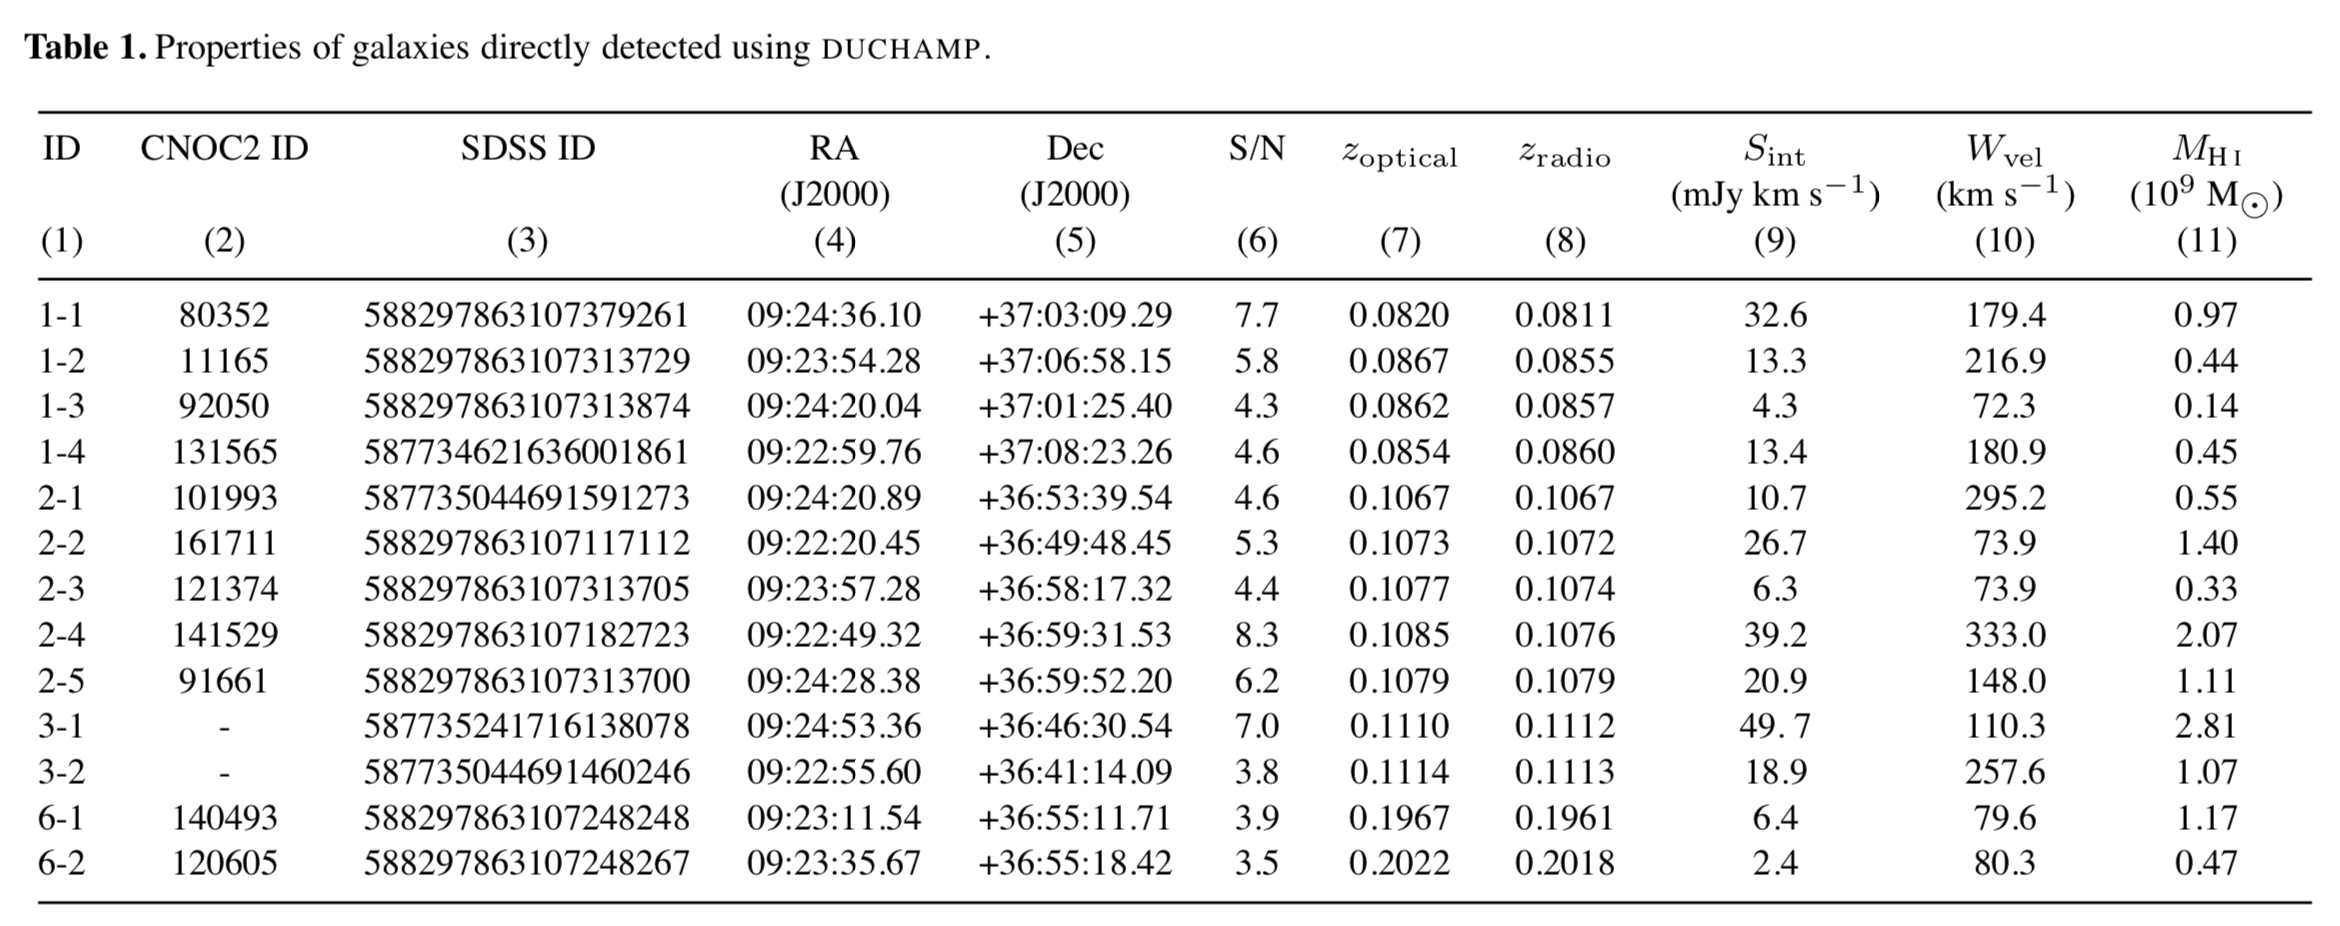 Table 1. Properties of galaxies directly detected using DUCHAMP.
ID CNOC2 ID SDSS ID RA Dec S/N z_optical z_radio S_int W_vel M_HI
(J2000) (J2000) (mJy km s⁻¹) (km s⁻¹) (10⁹ M⊙)
(1) (2) (3) (4) (5) (6) (7) (8) (9) (10) (11)
1-1 80352 588297863107379261 09:24:36.10 +37:03:09.29 7.7 0.0820 0.0811 32.6 179.4 0.97
1-2 11165 588297863107313729 09:23:54.28 +37:06:58.15 5.8 0.0867 0.0855 13.3 216.9 0.44
1-3 92050 588297863107313874 09:24:20.04 +37:01:25.40 4.3 0.0862 0.0857 4.3 72.3 0.14
1-4 131565 587734621636001861 09:22:59.76 +37:08:23.26 4.6 0.0854 0.0860 13.4 180.9 0.45
2-1 101993 587735044691591273 09:24:20.89 +36:53:39.54 4.6 0.1067 0.1067 10.7 295.2 0.55
2-2 161711 588297863107117112 09:22:20.45 +36:49:48.45 5.3 0.1073 0.1072 26.7 73.9 1.40
2-3 121374 588297863107313705 09:23:57.28 +36:58:17.32 4.4 0.1077 0.1074 6.3 73.9 0.33
2-4 141529 588297863107182723 09:22:49.32 +36:59:31.53 8.3 0.1085 0.1076 39.2 333.0 2.07
2-5 91661 588297863107313700 09:24:28.38 +36:59:52.20 6.2 0.1079 0.1079 20.9 148.0 1.11
3-1 - 587735241716138078 09:24:53.36 +36:46:30.54 7.0 0.1110 0.1112 49.7 110.3 2.81
3-2 - 587735044691460246 09:22:55.60 +36:41:14.09 3.8 0.1114 0.1113 18.9 257.6 1.07
6-1 140493 588297863107248248 09:23:11.54 +36:55:11.71 3.9 0.1967 0.1961 6.4 79.6 1.17
6-2 120605 588297863107248267 09:23:35.67 +36:55:18.42 3.5 0.2022 0.2018 2.4 80.3 0.47